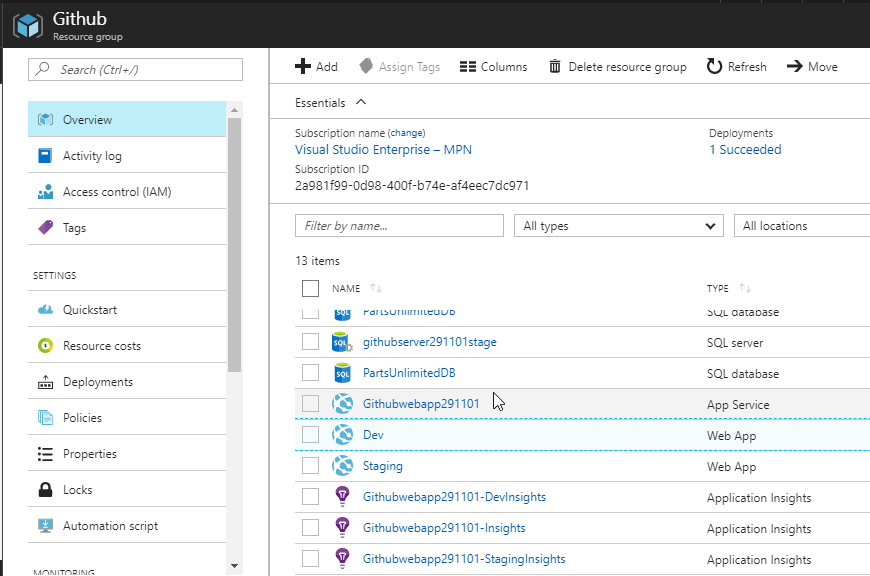 Github
Resource group
Search (Ctrl+/)
Overview
Activity log
Access control (IAM)
Tags
SETTINGS
Quickstart
Resource costs
Deployments
Policies
Properties
Locks
Automation script
MONITORING
Add Assign Tags Columns Delete resource group Refresh Move
Essentials
Subscription name (change) Deployments
Visual Studio Enterprise – MPN 1 Succeeded
Subscription ID
2a981f99-0d98-400f-b74e-af4eec7dc971
Filter by name... All types All locations
13 items
NAME TYPE
PartsUnlimitedDB SQL database
githubserver291101stage SQL server
PartsUnlimitedDB SQL database
Githubwebapp291101 App Service
Dev Web App
Staging Web App
Githubwebapp291101-DevInsights Application Insights
Githubwebapp291101-Insights Application Insights
Githubwebapp291101-StagingInsights Application Insights